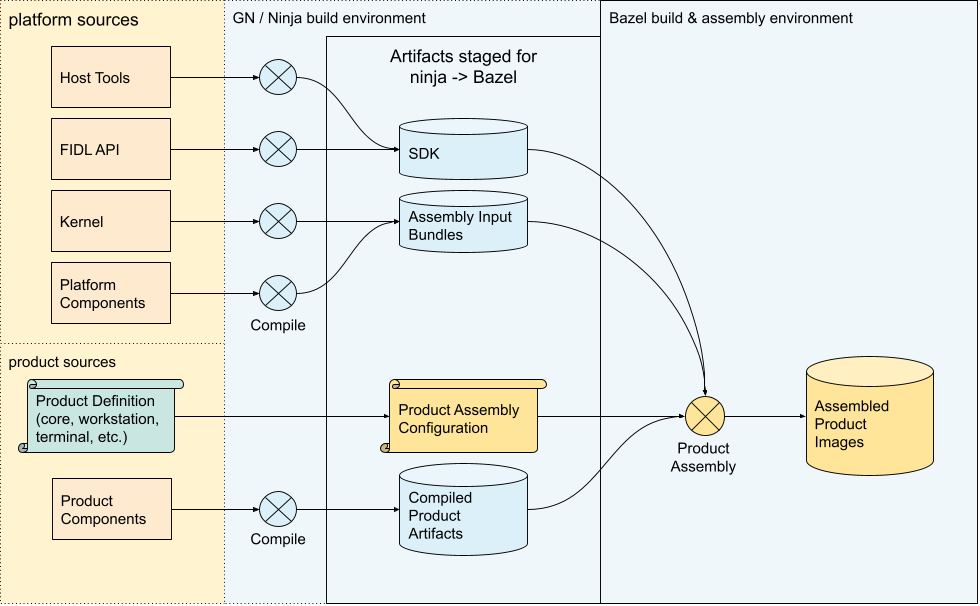 platform sources
GN / Ninja build environment
Bazel build & assembly environment
Artifacts staged for
ninja -> Bazel
Host Tools
FIDL API
SDK
Kernel
Assembly Input
Bundles
Platform
Components
Compile
product sources
Product Definition
(core, workstation,
terminal, etc.)
Product Assembly
Configuration
Product
Assembly
Assembled
Product
Images
Product
Components
Compile
Compiled
Product
Artifacts